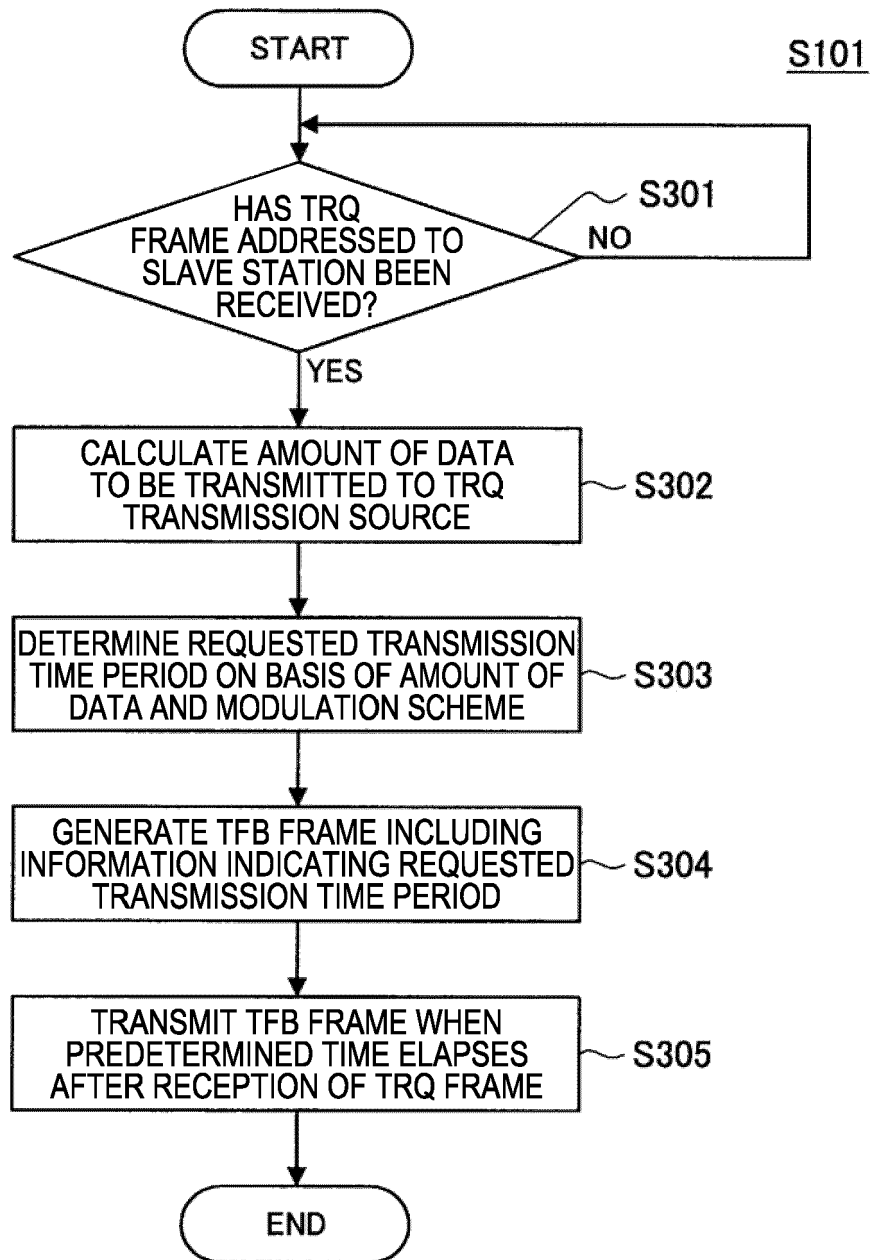 START
S101
HAS TRQ
FRAME ADDRESSED TO
SLAVE STATION BEEN
RECEIVED?
S301
NO
YES
CALCULATE AMOUNT OF DATA
TO BE TRANSMITTED TO TRQ
TRANSMISSION SOURCE
S302
DETERMINE REQUESTED TRANSMISSION
TIME PERIOD ON BASIS OF AMOUNT OF
DATA AND MODULATION SCHEME
S303
GENERATE TFB FRAME INCLUDING
INFORMATION INDICATING REQUESTED
TRANSMISSION TIME PERIOD
S304
TRANSMIT TFB FRAME WHEN
PREDETERMINED TIME ELAPSES
AFTER RECEPTION OF TRQ FRAME
S305
END